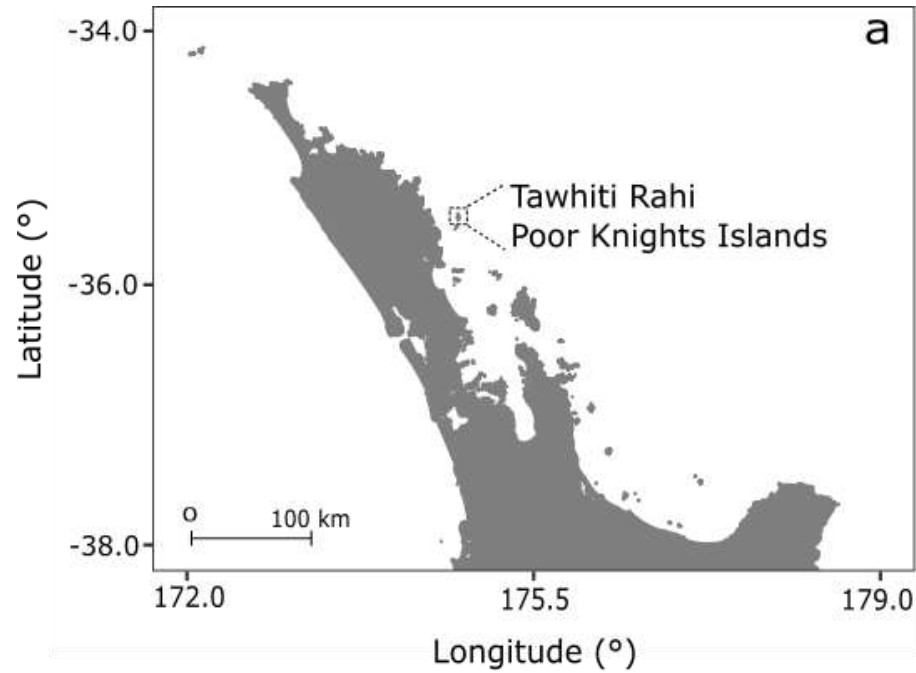 a
-34.0
Tawhiti Rahi
Poor Knights Islands
-36.0
Latitude (°)
O 100 km
-38.0
172.0 175.5 179.0
Longitude (°)